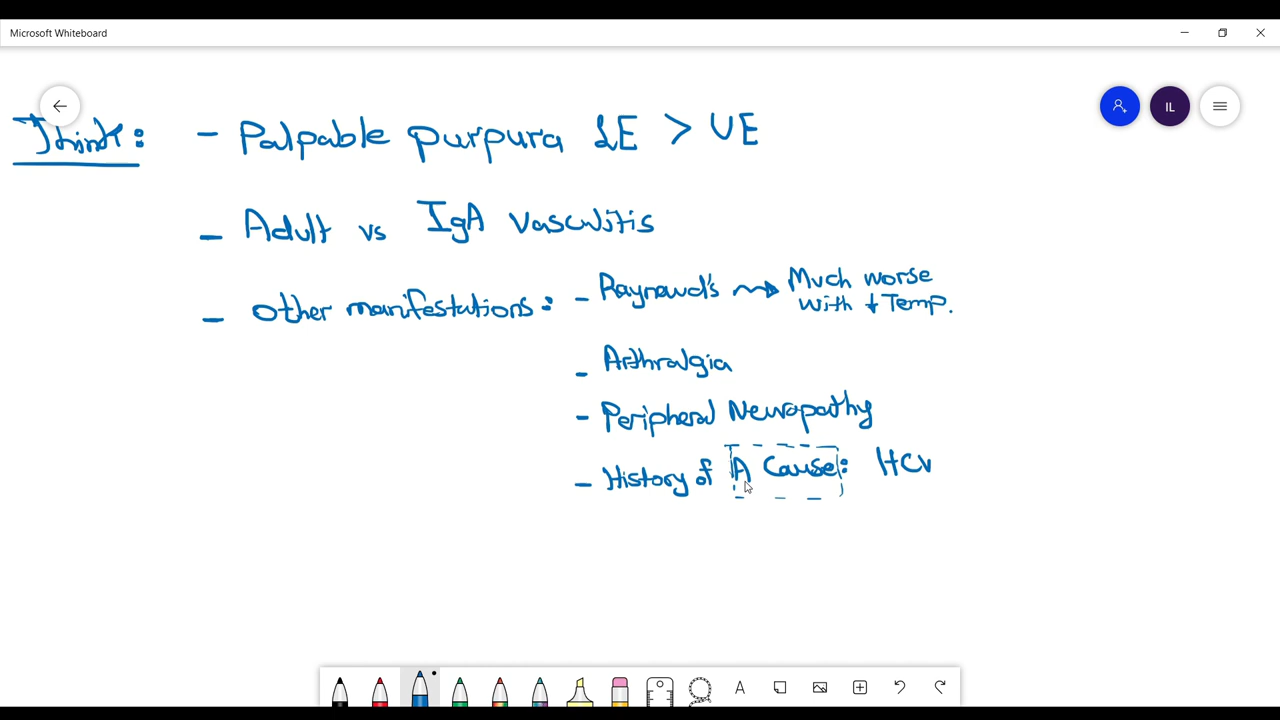 Microsoft Whiteboard
IL
Think: - Palpable purpura LE > UE
- Adult vs IgA vasculitis
- Other manifestations: - Raynaud's → Much worse
with ↓ Temp.
- Arthralgia
- Peripheral Neuropathy
- History of A Cause: HCV
A